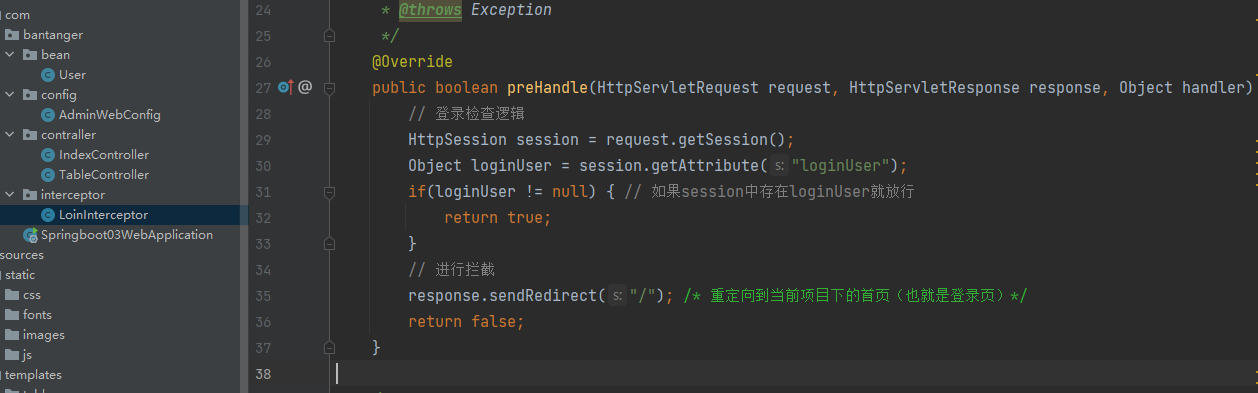 com
bantanger
bean
User
config
AdminWebConfig
contraller
IndexController
TableController
interceptor
LoinInterceptor
Springboot03WebApplication
sources
static
css
fonts
images
js
templates
24 * @throws Exception
25 */
26 @Override
27 @ public boolean preHandle(HttpServletRequest request, HttpServletResponse response, Object handler)
28 // 登录检查逻辑
29 HttpSession session = request.getSession();
30 Object loginUser = session.getAttribute( s: "loginUser");
31 if(loginUser != null) { // 如果session中存在loginUser就放行
32 return true;
33 }
34 // 进行拦截
35 response.sendRedirect( s: "/"); /* 重定向到当前项目下的首页（也就是登录页）*/
36 return false;
37 }
38